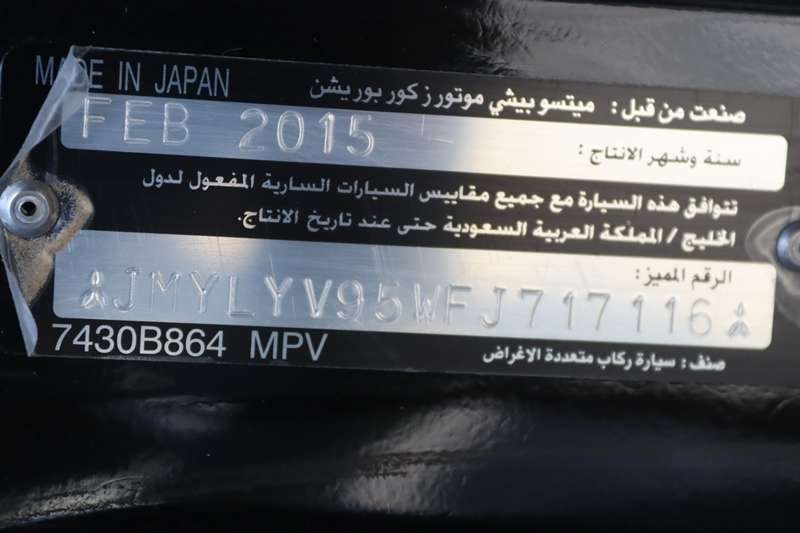 MADE IN JAPAN صنعت من قبل: ميتسوبيشي موتورز كوربوريشن
FEB 2015 سنة وشهر الانتاج:
تتوافق هذه السيارة مع جميع مقاييس السيارات السارية المفعول لدول
الخليج / المملكة العربية السعودية حتى عند تاريخ الانتاج.
الرقم المميز:
JMYLYV95WFJ717116
7430B864 MPV صنف: سيارة ركاب متعددة الاغراض